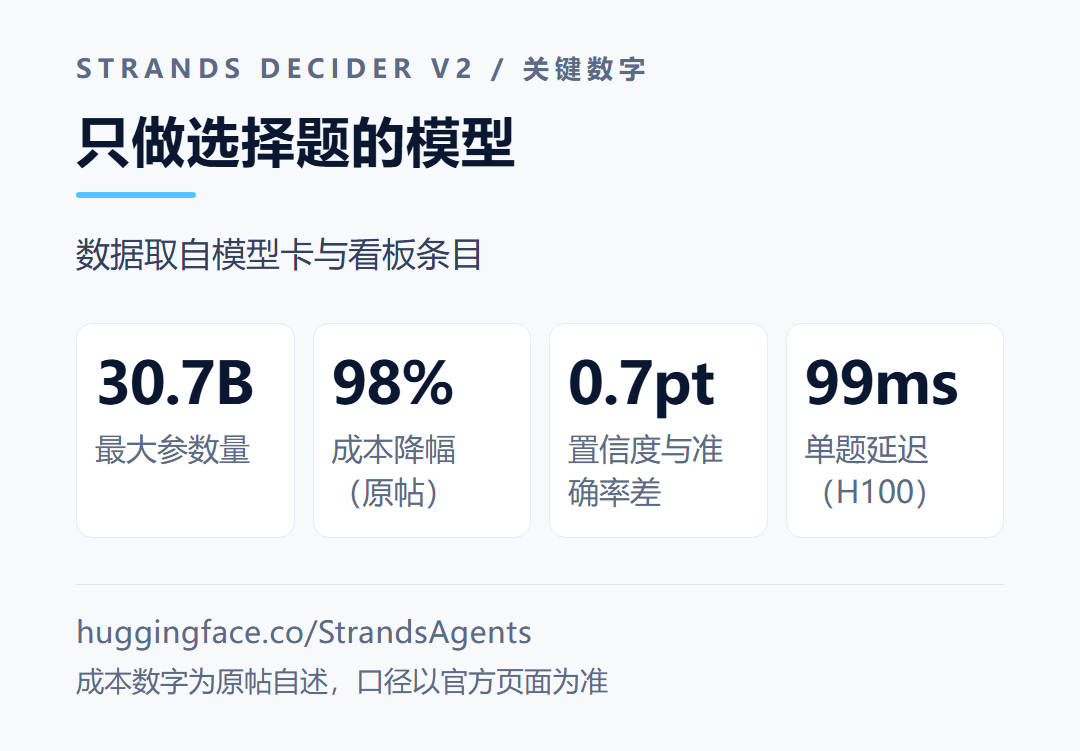 STRANDS DECIDER V2 / 关键数字
只做选择题的模型
数据取自模型卡与看板条目
30.7B
最大参数量
98%
成本降幅
（原帖）
0.7pt
置信度与准
确率差
99ms
单题延迟
（H100）
huggingface.co/StrandsAgents
成本数字为原帖自述，口径以官方页面为准